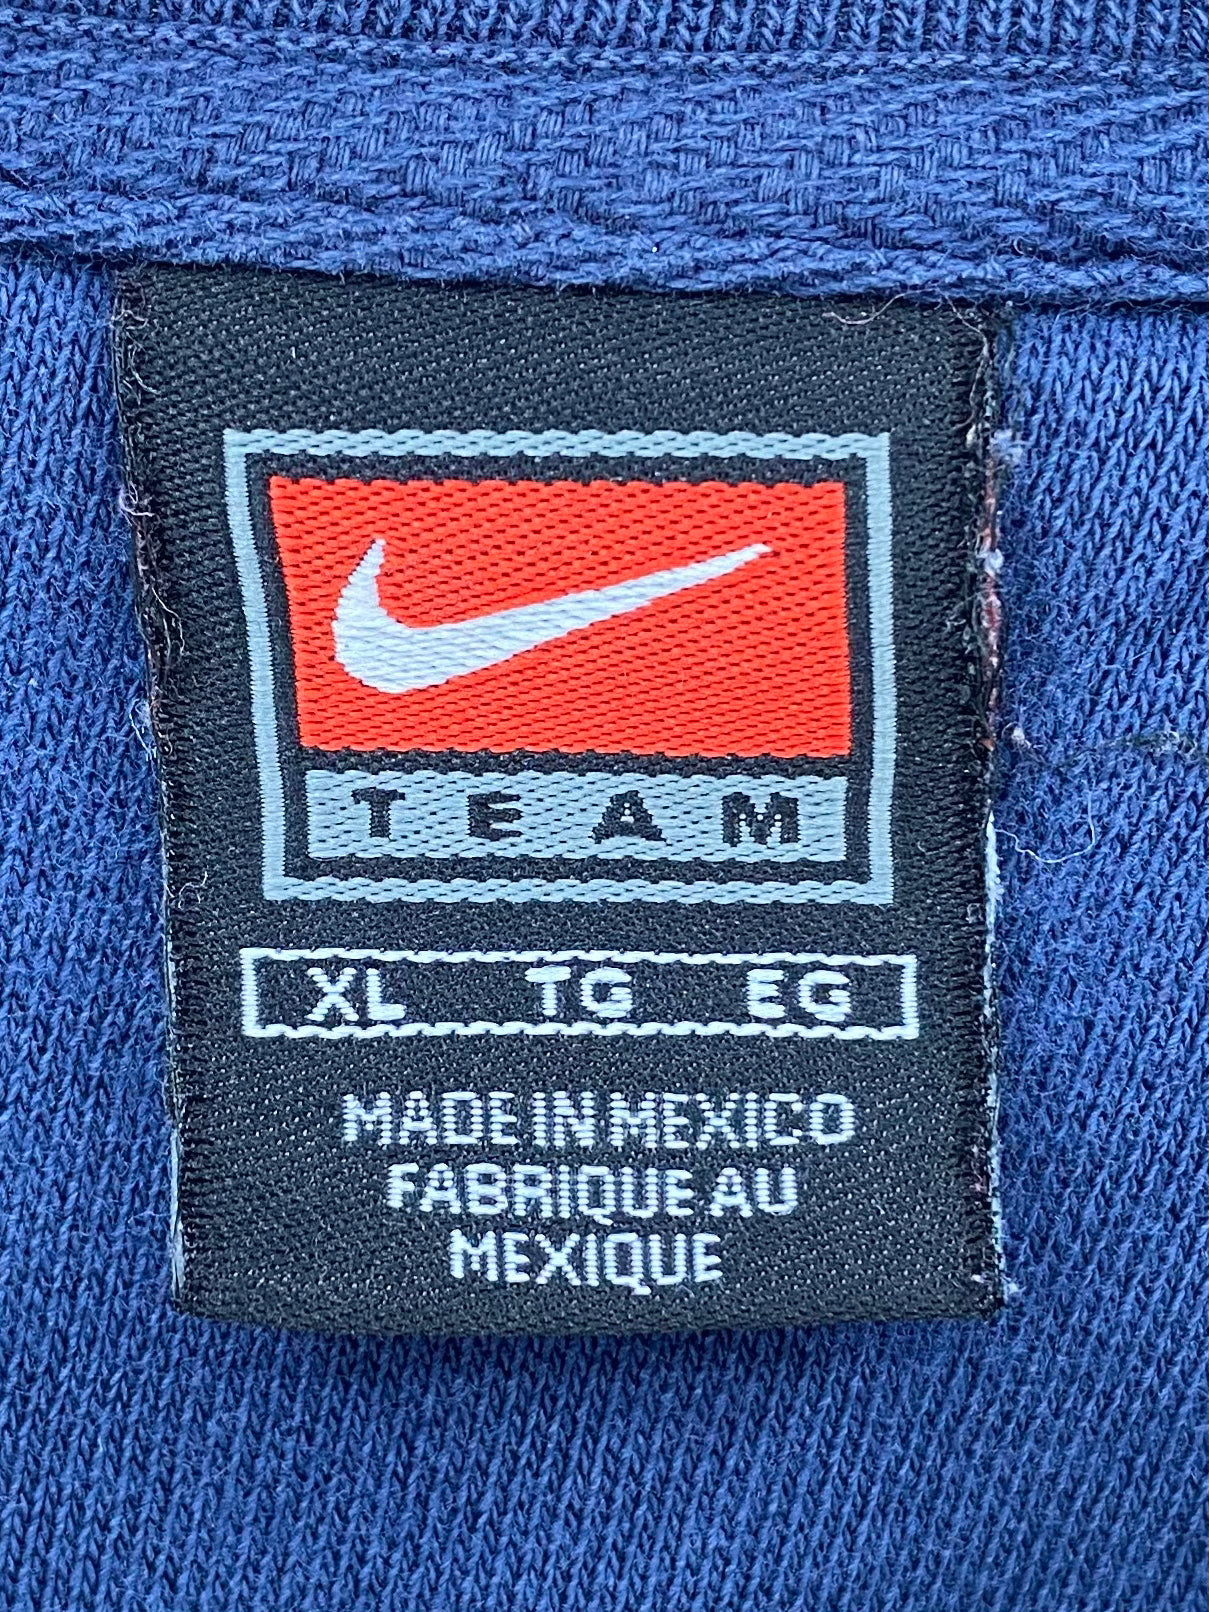 TEAM
XL TG EG
MADE IN MEXICO
FABRIQUE AU
MEXIQUE